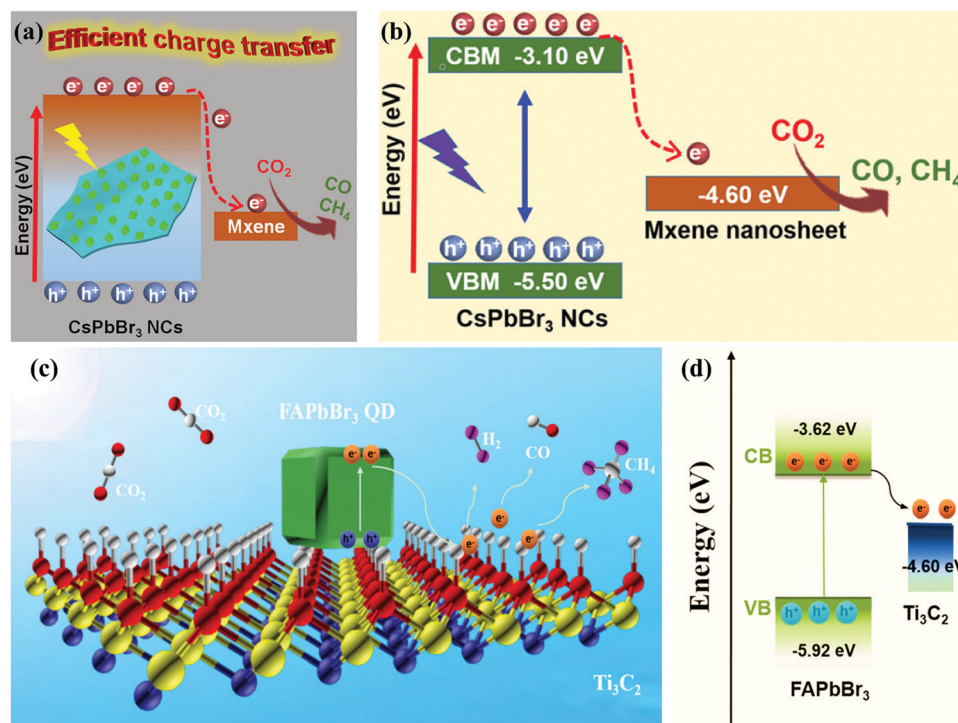 (a)
Efficient charge transfer
e⁻ e⁻ e⁻ e⁻
e⁻
Energy (eV)
CO₂
CO
CH₄
e⁻
Mxene
h⁺ h⁺ h⁺ h⁺ h⁺
CsPbBr₃ NCs
(b)
e⁻ e⁻ e⁻ e⁻ e⁻
CBM -3.10 eV
Energy (eV)
e⁻
CO₂
CO, CH₄
-4.60 eV
Mxene nanosheet
h⁺ h⁺ h⁺ h⁺ h⁺
VBM -5.50 eV
CsPbBr₃ NCs
(c)
CO₂
CO₂
FAPbBr₃ QD
e⁻ e⁻
H₂
CO
CH₄
e⁻
e⁻ e⁻
h⁺ h⁺
Ti₃C₂
(d)
Energy (eV)
-3.62 eV
CB
e⁻ e⁻ e⁻
e⁻ e⁻
-4.60 eV
Ti₃C₂
VB
h⁺ h⁺ h⁺
-5.92 eV
FAPbBr₃